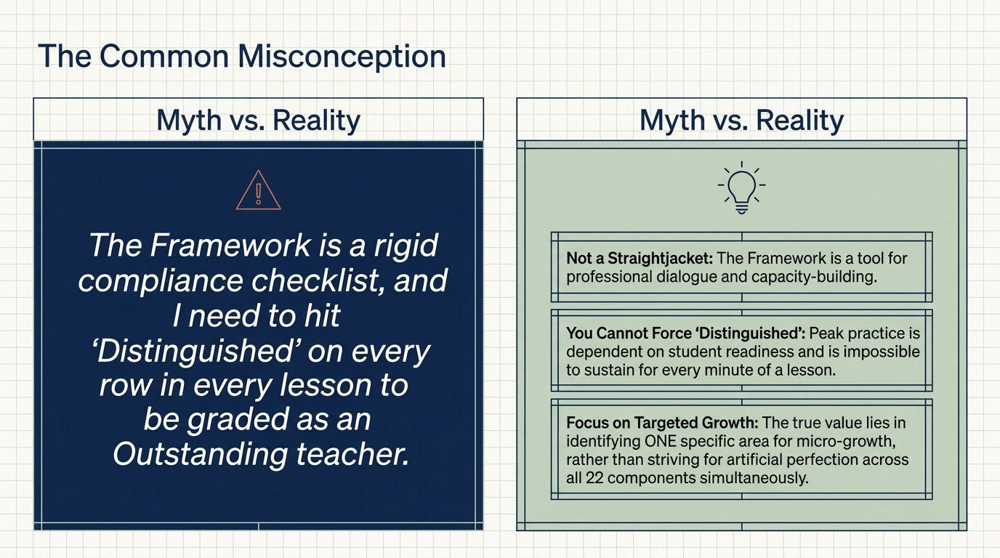 The Common Misconception
Myth vs. Reality
The Framework is a rigid
compliance checklist, and
I need to hit
‘Distinguished’ on every
row in every lesson to
be graded as an
Outstanding teacher.
Myth vs. Reality
Not a Straightjacket: The Framework is a tool for
professional dialogue and capacity-building.
You Cannot Force ‘Distinguished’: Peak practice is
dependent on student readiness and is impossible
to sustain for every minute of a lesson.
Focus on Targeted Growth: The true value lies in
identifying ONE specific area for micro-growth,
rather than striving for artificial perfection across
all 22 components simultaneously.